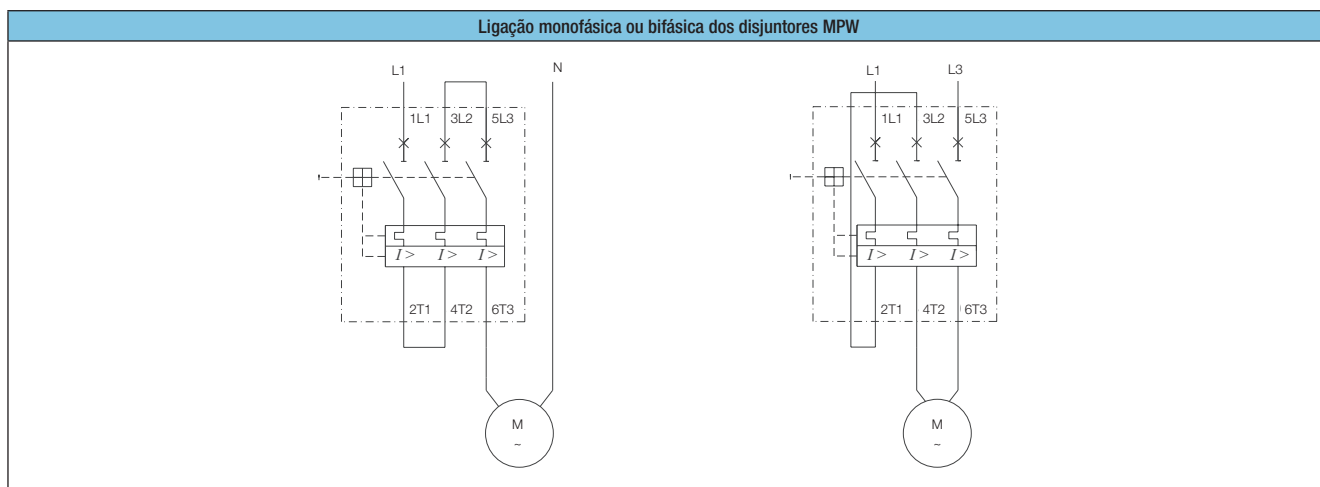 Ligação monofásica ou bifásica dos disjuntores MPW
L1 N
1L1 3L2 5L3
I > I > I >
2T1 4T2 6T3
M
~
L1 L3
1L1 3L2 5L3
I > I > I >
2T1 4T2 6T3
M
~